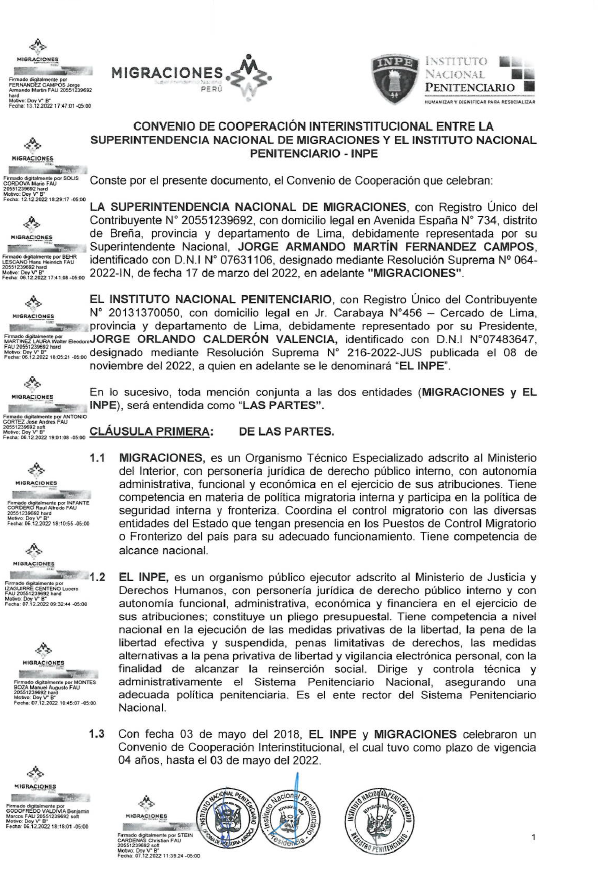 MIGRACIONES
Firmado digitalmente por
FERNANDEZ CAMPOS Jorge
Armando Martin FAU 20551239692
hard
Motivo: Doy V° B°
Fecha: 13.12.2022 17:47:01 -05:00
MIGRACIONES
PERÚ
INPE
INSTITUTO
NACIONAL
PENITENCIARIO
HUMANIZAR Y DIGNIFICAR PARA RESOCIALIZAR
CONVENIO DE COOPERACIÓN INTERINSTITUCIONAL ENTRE LA
SUPERINTENDENCIA NACIONAL DE MIGRACIONES Y EL INSTITUTO NACIONAL
PENITENCIARIO - INPE
MIGRACIONES
Firmado digitalmente por SOLIS
CORDOVA Mario FAU
20551239692 hard
Motivo: Doy V° B°
Fecha: 12.12.2022 18:29:17 -05:00
Conste por el presente documento, el Convenio de Cooperación que celebran:
LA SUPERINTENDENCIA NACIONAL DE MIGRACIONES, con Registro Único del
Contribuyente N° 20551239692, con domicilio legal en Avenida España N° 734, distrito
de Breña, provincia y departamento de Lima, debidamente representada por su
Superintendente Nacional, JORGE ARMANDO MARTÍN FERNANDEZ CAMPOS,
identificado con D.N.I N° 07631106, designado mediante Resolución Suprema Nº 064-
2022-IN, de fecha 17 de marzo del 2022, en adelante "MIGRACIONES".
MIGRACIONES
Firmado digitalmente por BEHR
LESCANO Hans Heinrich FAU
20551239692 hard
Motivo: Doy V° B°
Fecha: 06.12.2022 17:41:08 -05:00
EL INSTITUTO NACIONAL PENITENCIARIO, con Registro Único del Contribuyente
N° 20131370050, con domicilio legal en Jr. Carabaya N°456 – Cercado de Lima,
provincia y departamento de Lima, debidamente representado por su Presidente,
JORGE ORLANDO CALDERÓN VALENCIA, identificado con D.N.I N°07483647,
designado mediante Resolución Suprema N° 216-2022-JUS publicada el 08 de
noviembre del 2022, a quien en adelante se le denominará "EL INPE".
MIGRACIONES
Firmado digitalmente por
MARTINEZ LAURA Walter Eleodoro
FAU 20551239692 hard
Motivo: Doy V° B°
Fecha: 06.12.2022 18:05:21 -05:00
En lo sucesivo, toda mención conjunta a las dos entidades (MIGRACIONES y EL
INPE), será entendida como "LAS PARTES".
MIGRACIONES
Firmado digitalmente por ANTONIO
CORTEZ Jose Andres FAU
20551239692 soft
Motivo: Doy V° B°
Fecha: 06.12.2022 19:01:08 -05:00
CLÁUSULA PRIMERA: DE LAS PARTES.
1.1 MIGRACIONES, es un Organismo Técnico Especializado adscrito al Ministerio
del Interior, con personería jurídica de derecho público interno, con autonomía
administrativa, funcional y económica en el ejercicio de sus atribuciones. Tiene
competencia en materia de política migratoria interna y participa en la política de
seguridad interna y fronteriza. Coordina el control migratorio con las diversas
entidades del Estado que tengan presencia en los Puestos de Control Migratorio
o Fronterizo del país para su adecuado funcionamiento. Tiene competencia de
alcance nacional.
MIGRACIONES
Firmado digitalmente por INFANTE
CORDERO Raul Alfredo FAU
20551239692 hard
Motivo: Doy V° B°
Fecha: 06.12.2022 18:10:55 -05:00
MIGRACIONES
Firmado digitalmente por
IZAGUIRRE CENTENO Lucero
FAU 20551239692 hard
Motivo: Doy V° B°
Fecha: 07.12.2022 09:32:44 -05:00
1.2 EL INPE, es un organismo público ejecutor adscrito al Ministerio de Justicia y
Derechos Humanos, con personería jurídica de derecho público interno y con
autonomía funcional, administrativa, económica y financiera en el ejercicio de
sus atribuciones; constituye un pliego presupuestal. Tiene competencia a nivel
nacional en la ejecución de las medidas privativas de la libertad, la pena de la
libertad efectiva y suspendida, penas limitativas de derechos, las medidas
alternativas a la pena privativa de libertad y vigilancia electrónica personal, con la
finalidad de alcanzar la reinserción social. Dirige y controla técnica y
administrativamente el Sistema Penitenciario Nacional, asegurando una
adecuada política penitenciaria. Es el ente rector del Sistema Penitenciario
Nacional.
MIGRACIONES
Firmado digitalmente por MONTES
BOZA Manuel Augusto FAU
20551239692 hard
Motivo: Doy V° B°
Fecha: 07.12.2022 10:45:07 -05:00
1.3 Con fecha 03 de mayo del 2018, EL INPE y MIGRACIONES celebraron un
Convenio de Cooperación Interinstitucional, el cual tuvo como plazo de vigencia
04 años, hasta el 03 de mayo del 2022.
MIGRACIONES
Firmado digitalmente por
GODOFREDO VALDIVIA Benjamin
Marcos FAU 20551239692 soft
Motivo: Doy V° B°
MIGRACIONES
Firmado digitalmente por STEIN
CARDENAS Christian FAU
20551239692 soft
Motivo: Doy V° B°
Fecha: 07.12.2022 11:39:24 -05:00
1